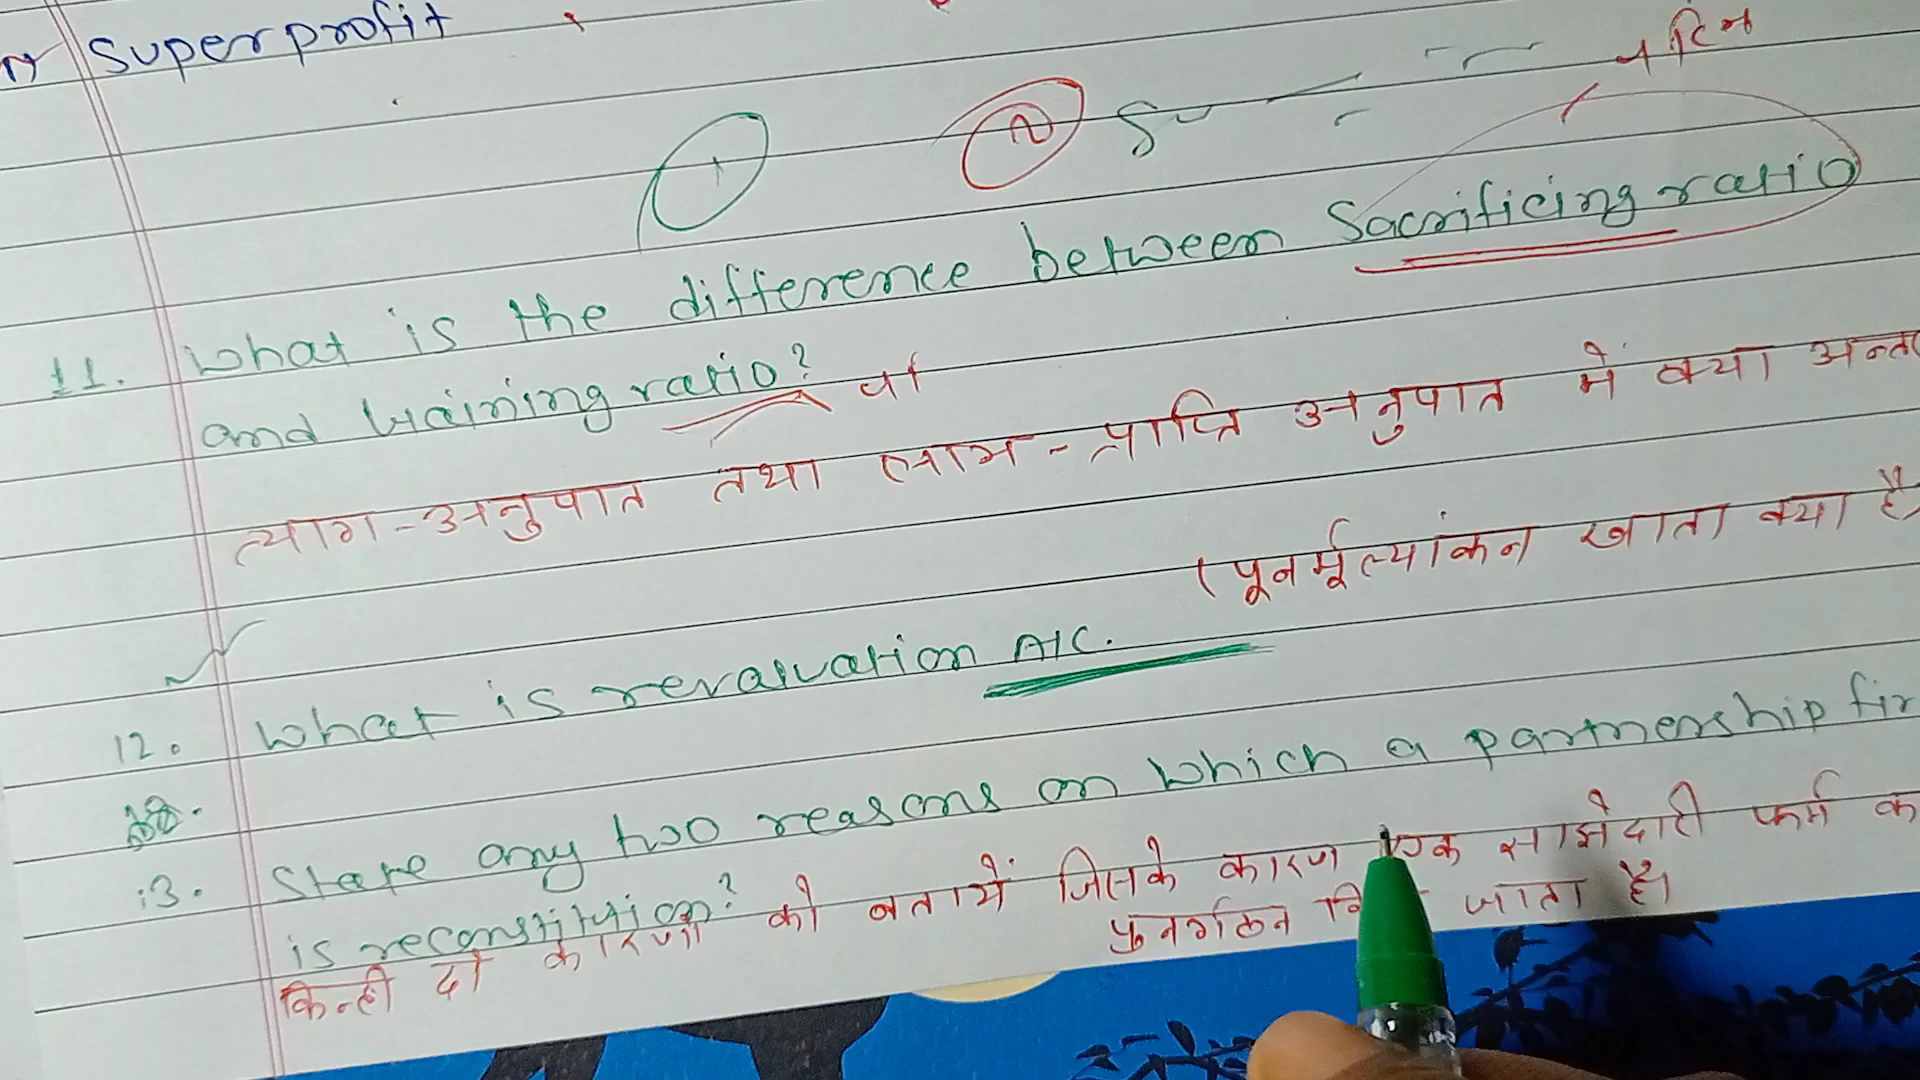 Superprofit
11. What is the difference between Sacrificing ratio
and Gaining ratio?
त्याग-अनुपात तथा लाभ-प्राप्ति अनुपात में क्या अन्त
(पूनर्मूल्यांकन खाता क्या है
12. What is revaluation A/C.
13. State any two reasons on which a partnership fir
is reconstitution?
किन्ही दो कारणों को बतायें जिसके कारण एक साझेदारी फर्म क
पुनर्गठन जाता है।